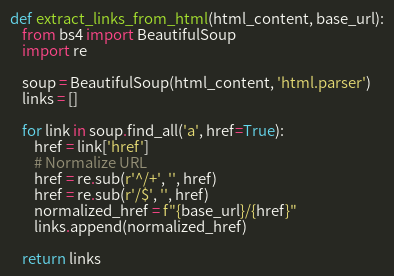 def extract_links_from_html(html_content, base_url):
    from bs4 import BeautifulSoup
    import re

    soup = BeautifulSoup(html_content, 'html.parser')
    links = []

    for link in soup.find_all('a', href=True):
        href = link['href']
        # Normalize URL
        href = re.sub(r'^/+', '', href)
        href = re.sub(r'/$', '', href)
        normalized_href = f"{base_url}/{href}"
        links.append(normalized_href)

    return links